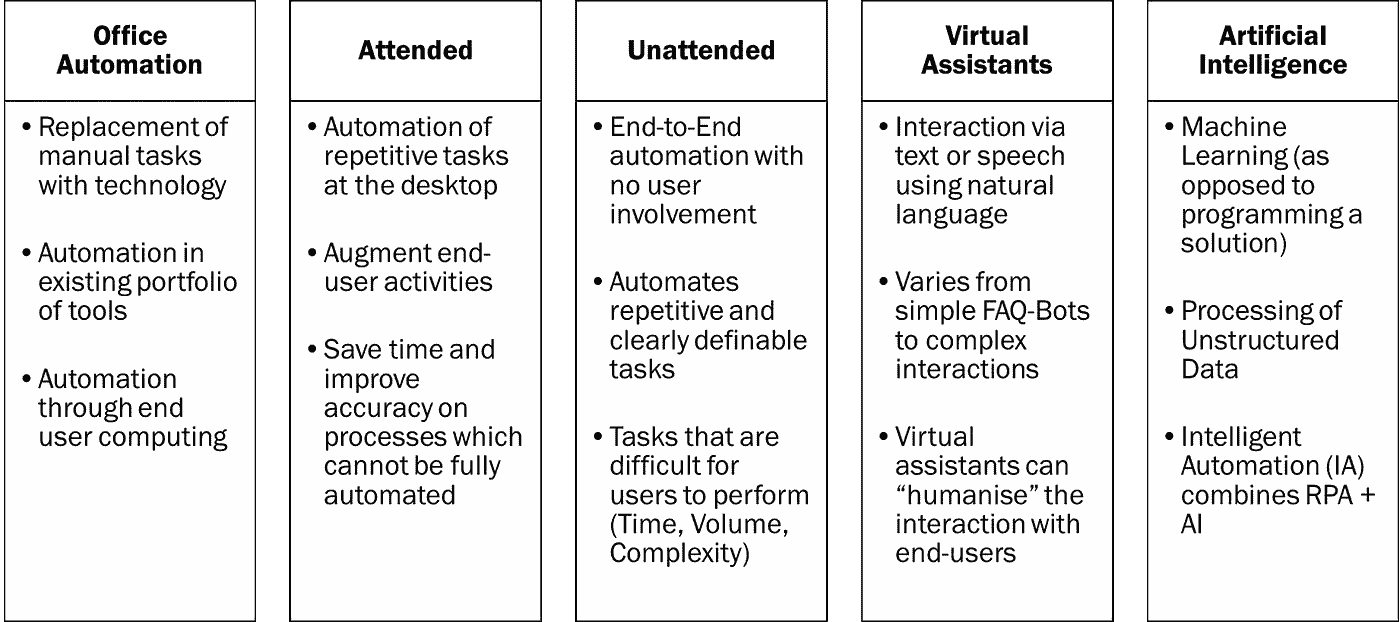 Office
Automation
• Replacement of
manual tasks
with technology
• Automation in
existing portfolio
of tools
• Automation
through end
user computing
Attended
• Automation of
repetitive tasks
at the desktop
• Augment end-
user activities
• Save time and
improve
accuracy on
processes which
cannot be fully
automated
Unattended
• End-to-End
automation with
no user
involvement
• Automates
repetitive and
clearly definable
tasks
• Tasks that are
difficult for
users to perform
(Time, Volume,
Complexity)
Virtual
Assistants
• Interaction via
text or speech
using natural
language
• Varies from
simple FAQ-Bots
to complex
interactions
• Virtual
assistants can
“humanise” the
interaction with
end-users
Artificial
Intelligence
• Machine
Learning (as
opposed to
programming a
solution)
• Processing of
Unstructured
Data
• Intelligent
Automation (IA)
combines RPA +
AI